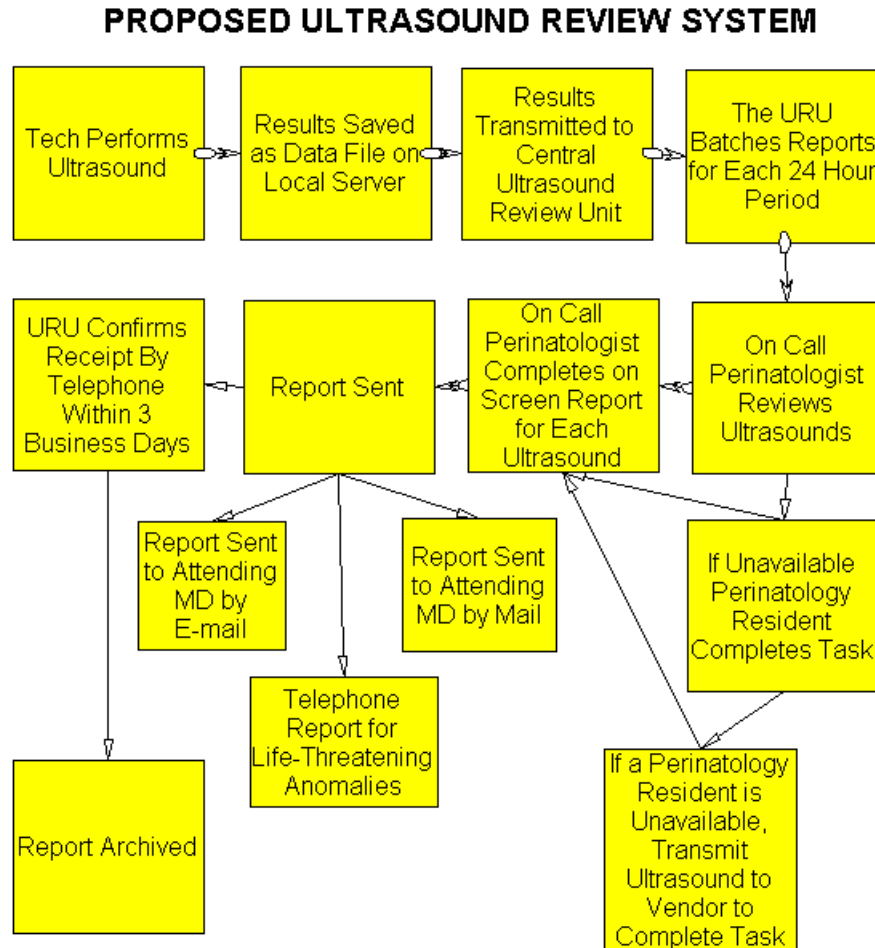 PROPOSED ULTRASOUND REVIEW SYSTEM
Tech Performs
Ultrasound
Results Saved
as Data File on
Local Server
Results
Transmitted to
Central
Ultrasound
Review Unit
The URU
Batches Reports
for Each 24 Hour
Period
URU Confirms
Receipt By
Telephone
Within 3
Business Days
Report Sent
On Call
Perinatologist
Completes on
Screen Report
for Each
Ultrasound
On Call
Perinatologist
Reviews
Ultrasounds
Report Sent
to Attending
MD by
E-mail
Report Sent
to Attending
MD by Mail
If Unavailable
Perinatology
Resident
Completes Task
Telephone
Report for
Life-Threatening
Anomalies
Report Archived
If a Perinatology
Resident is
Unavailable,
Transmit
Ultrasound to
Vendor to
Complete Task